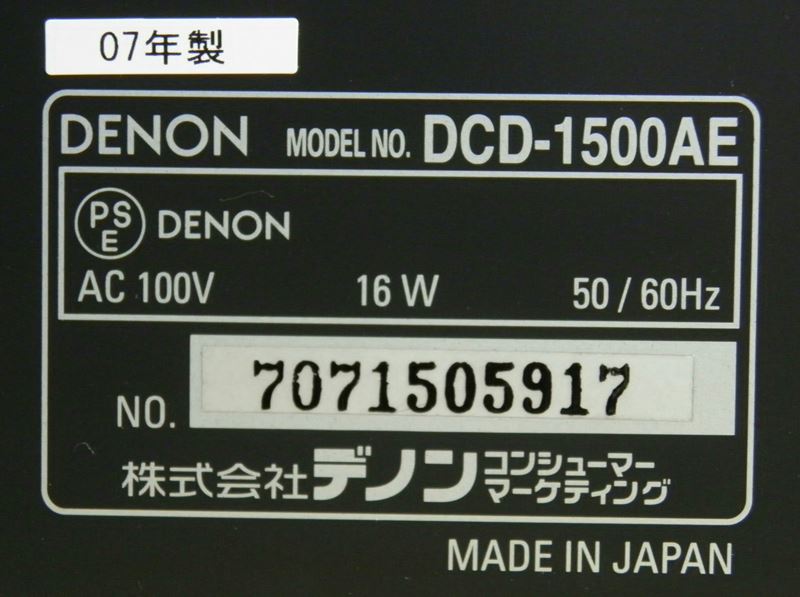 07年製
DENON MODEL NO. DCD-1500AE
PSE DENON
AC 100V 16 W 50 / 60Hz
NO. 7071505917
株式会社デノン コンシューマー
マーケティング
MADE IN JAPAN